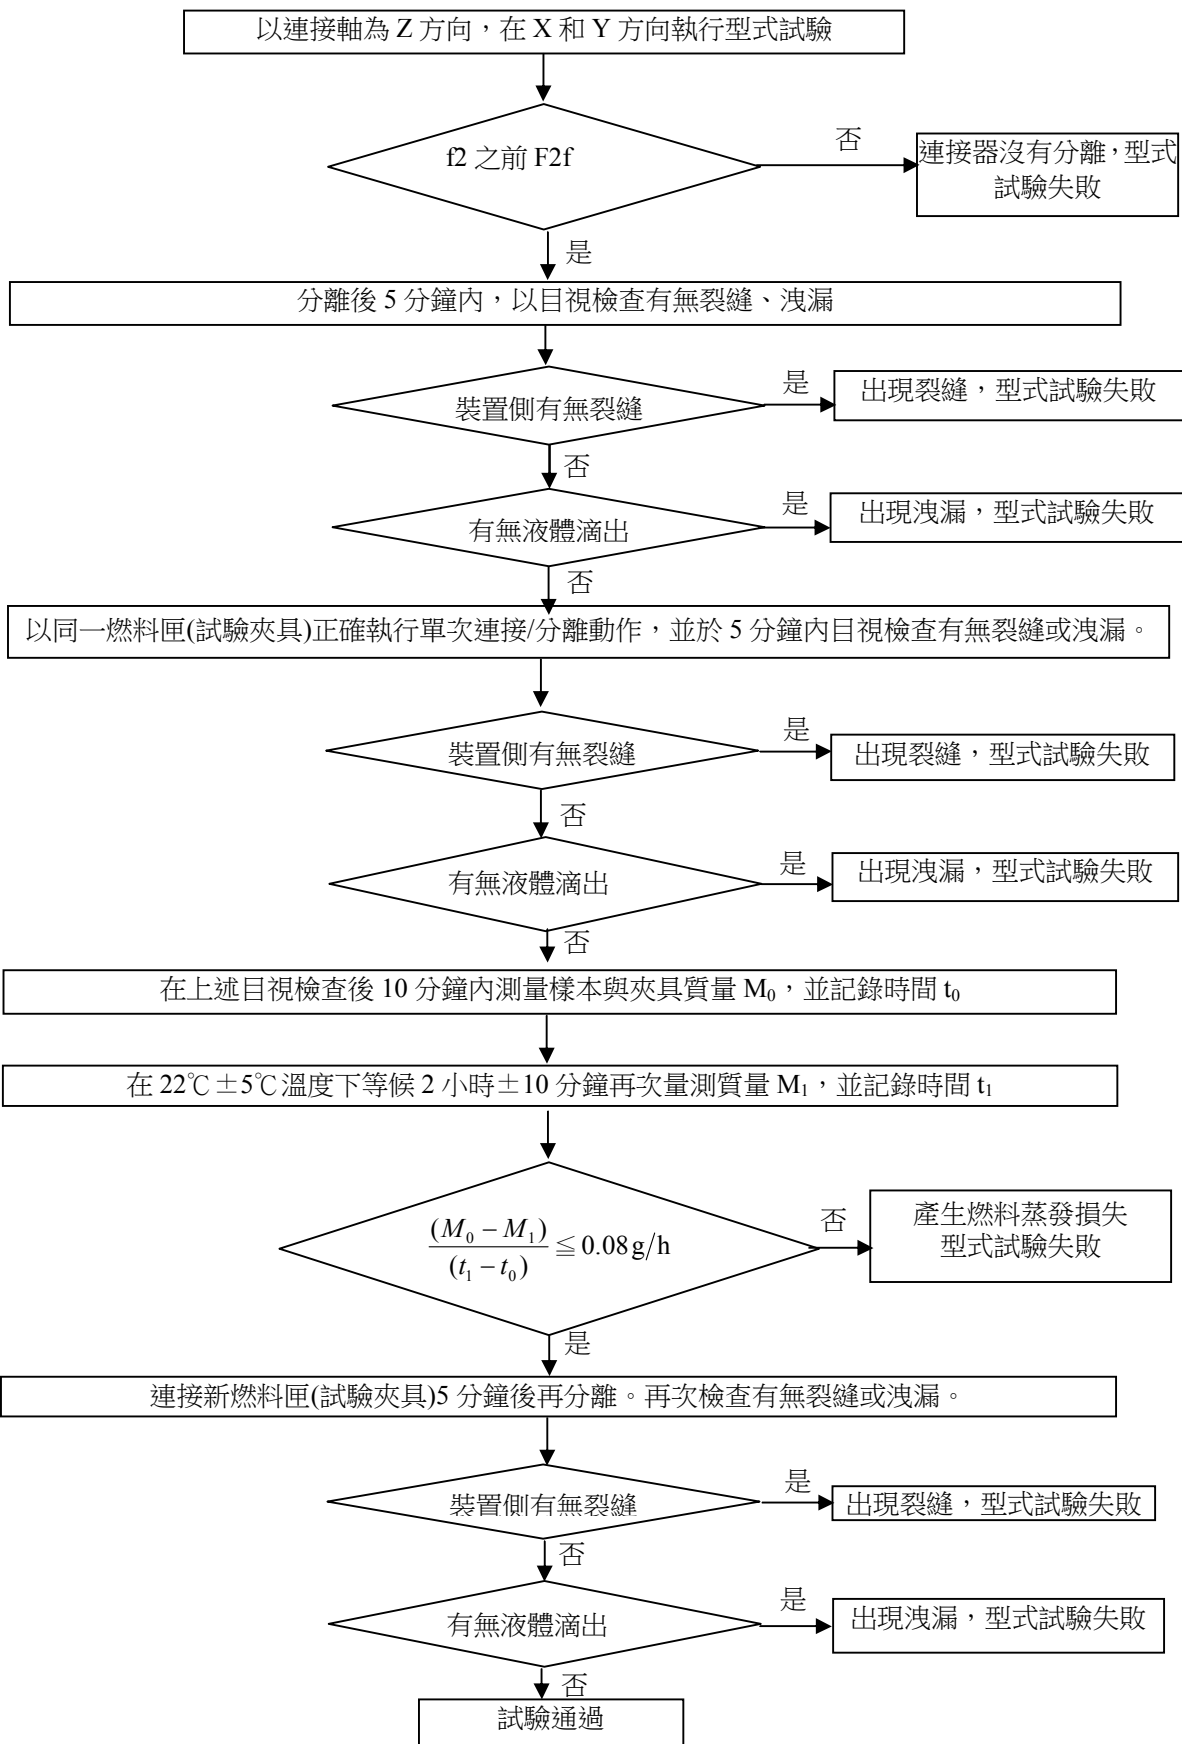 以連接軸為 Z 方向，在 X 和 Y 方向執行型式試驗
f2 之前 F2f
否
連接器沒有分離，型式
試驗失敗
是
分離後 5 分鐘內，以目視檢查有無裂縫、洩漏
裝置側有無裂縫
是
出現裂縫，型式試驗失敗
否
有無液體滴出
是
出現洩漏，型式試驗失敗
否
以同一燃料匣(試驗夾具)正確執行單次連接/分離動作，並於 5 分鐘內目視檢查有無裂縫或洩漏。
裝置側有無裂縫
是
出現裂縫，型式試驗失敗
否
有無液體滴出
是
出現洩漏，型式試驗失敗
否
在上述目視檢查後 10 分鐘內測量樣本與夾具質量 M₀，並記錄時間 t₀
在 22℃±5℃溫度下等候 2 小時±10 分鐘再次量測質量 M₁，並記錄時間 t₁
(M₀ − M₁)/(t₁ − t₀) ≦ 0.08 g/h
否
產生燃料蒸發損失
型式試驗失敗
是
連接新燃料匣(試驗夾具)5 分鐘後再分離。再次檢查有無裂縫或洩漏。
裝置側有無裂縫
是
出現裂縫，型式試驗失敗
否
有無液體滴出
是
出現洩漏，型式試驗失敗
否
試驗通過